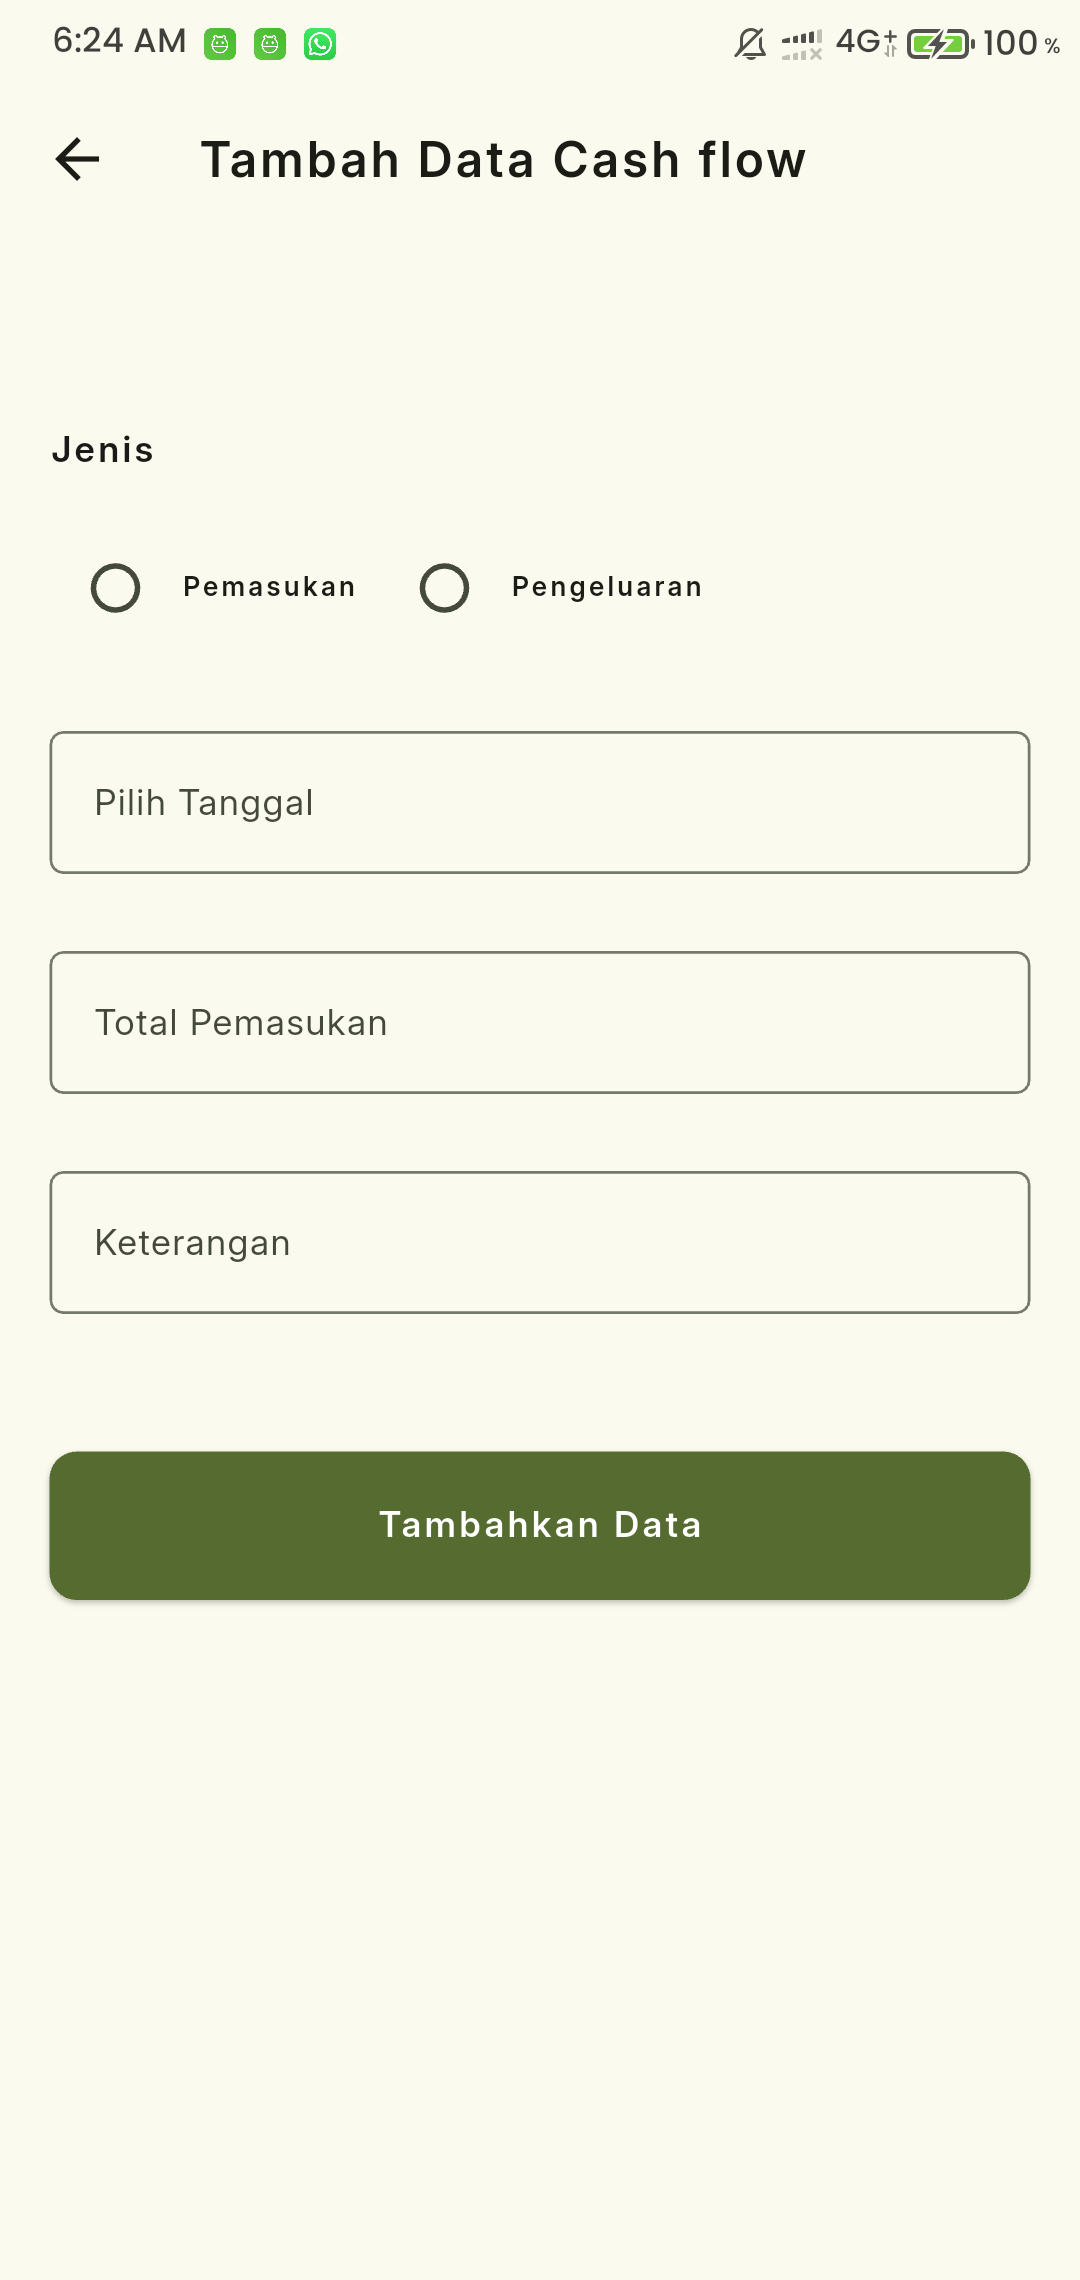 6:24 AM 4G+ 100 %
Tambah Data Cash flow
Jenis
Pemasukan Pengeluaran
Pilih Tanggal
Total Pemasukan
Keterangan
Tambahkan Data